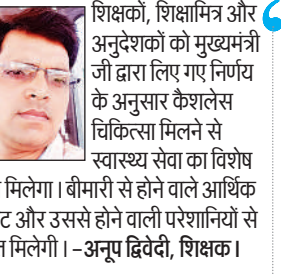 शिक्षकों, शिक्षामित्र और
अनुदेशकों को मुख्यमंत्री
जी द्वारा लिए गए निर्णय
के अनुसार कैशलेस
चिकित्सा मिलने से
स्वास्थ्य सेवा का विशेष
मिलेगा। बीमारी से होने वाले आर्थिक
और उससे होने वाली परेशानियों से
मिलेगी। -अनूप द्विवेदी, शिक्षक।